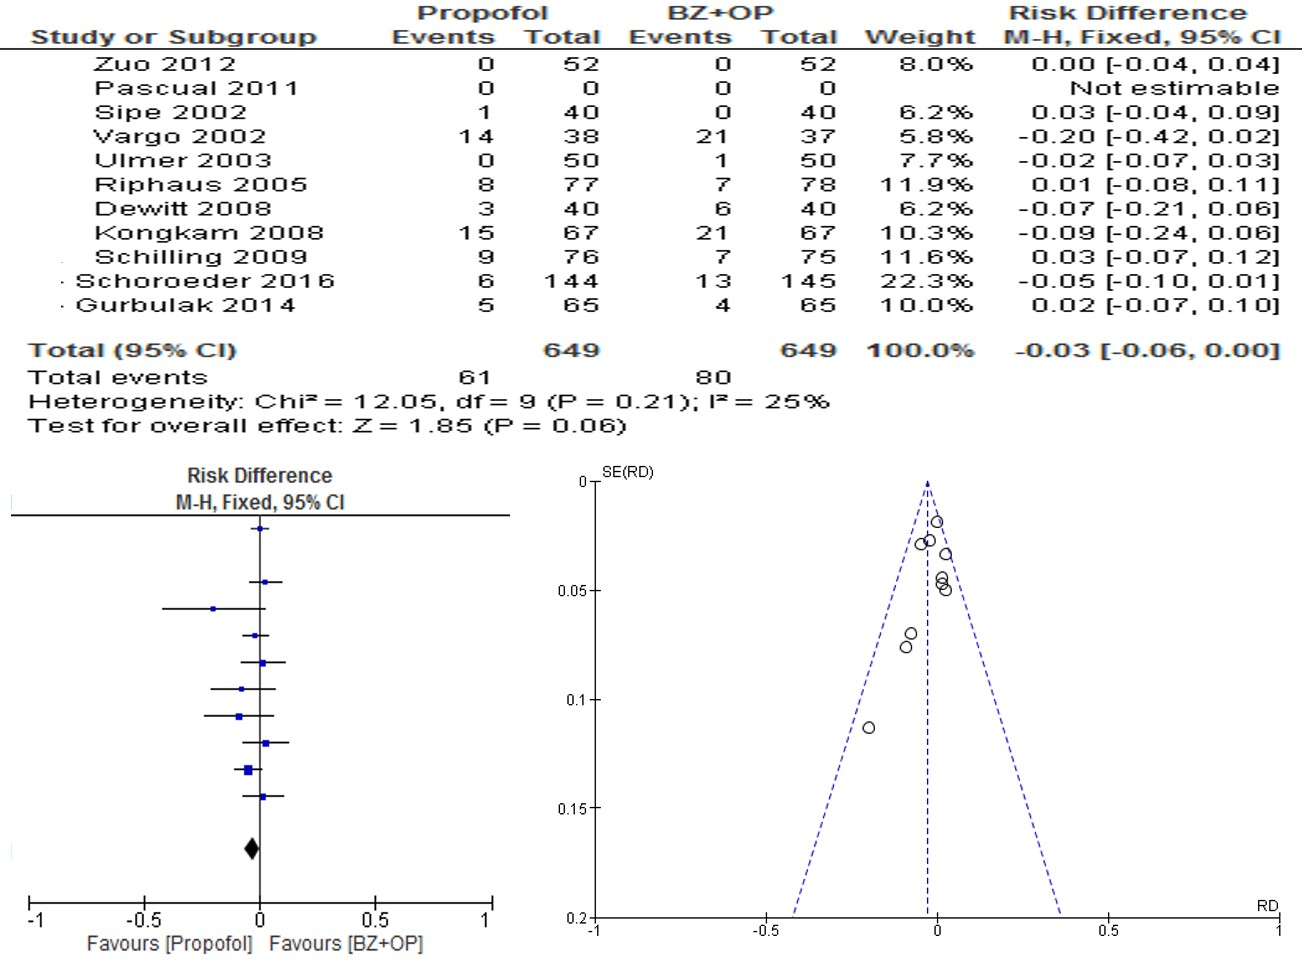 Propofol BZ+OP Risk Difference
Study or Subgroup Events Total Events Total Weight M-H, Fixed, 95% CI
Zuo 2012 0 52 0 52 8.0% 0.00 [-0.04, 0.04]
Pascual 2011 0 0 0 0 Not estimable
Sipe 2002 1 40 0 40 6.2% 0.03 [-0.04, 0.09]
Vargo 2002 14 38 21 37 5.8% -0.20 [-0.42, 0.02]
Ulmer 2003 0 50 1 50 7.7% -0.02 [-0.07, 0.03]
Riphaus 2005 8 77 7 78 11.9% 0.01 [-0.08, 0.11]
Dewitt 2008 3 40 6 40 6.2% -0.07 [-0.21, 0.06]
Kongkam 2008 15 67 21 67 10.3% -0.09 [-0.24, 0.06]
Schilling 2009 9 76 7 75 11.6% 0.03 [-0.07, 0.12]
· Schoroeder 2016 6 144 13 145 22.3% -0.05 [-0.10, 0.01]
· Gurbulak 2014 5 65 4 65 10.0% 0.02 [-0.07, 0.10]
Total (95% CI) 649 649 100.0% -0.03 [-0.06, 0.00]
Total events 61 80
Heterogeneity: Chi² = 12.05, df = 9 (P = 0.21); I² = 25%
Test for overall effect: Z = 1.85 (P = 0.06)
Risk Difference
M-H, Fixed, 95% CI
-1 -0.5 0 0.5 1
Favours [Propofol] Favours [BZ+OP]
SE(RD)
0
0.05
0.1
0.15
0.2
RD
-1 -0.5 0 0.5 1